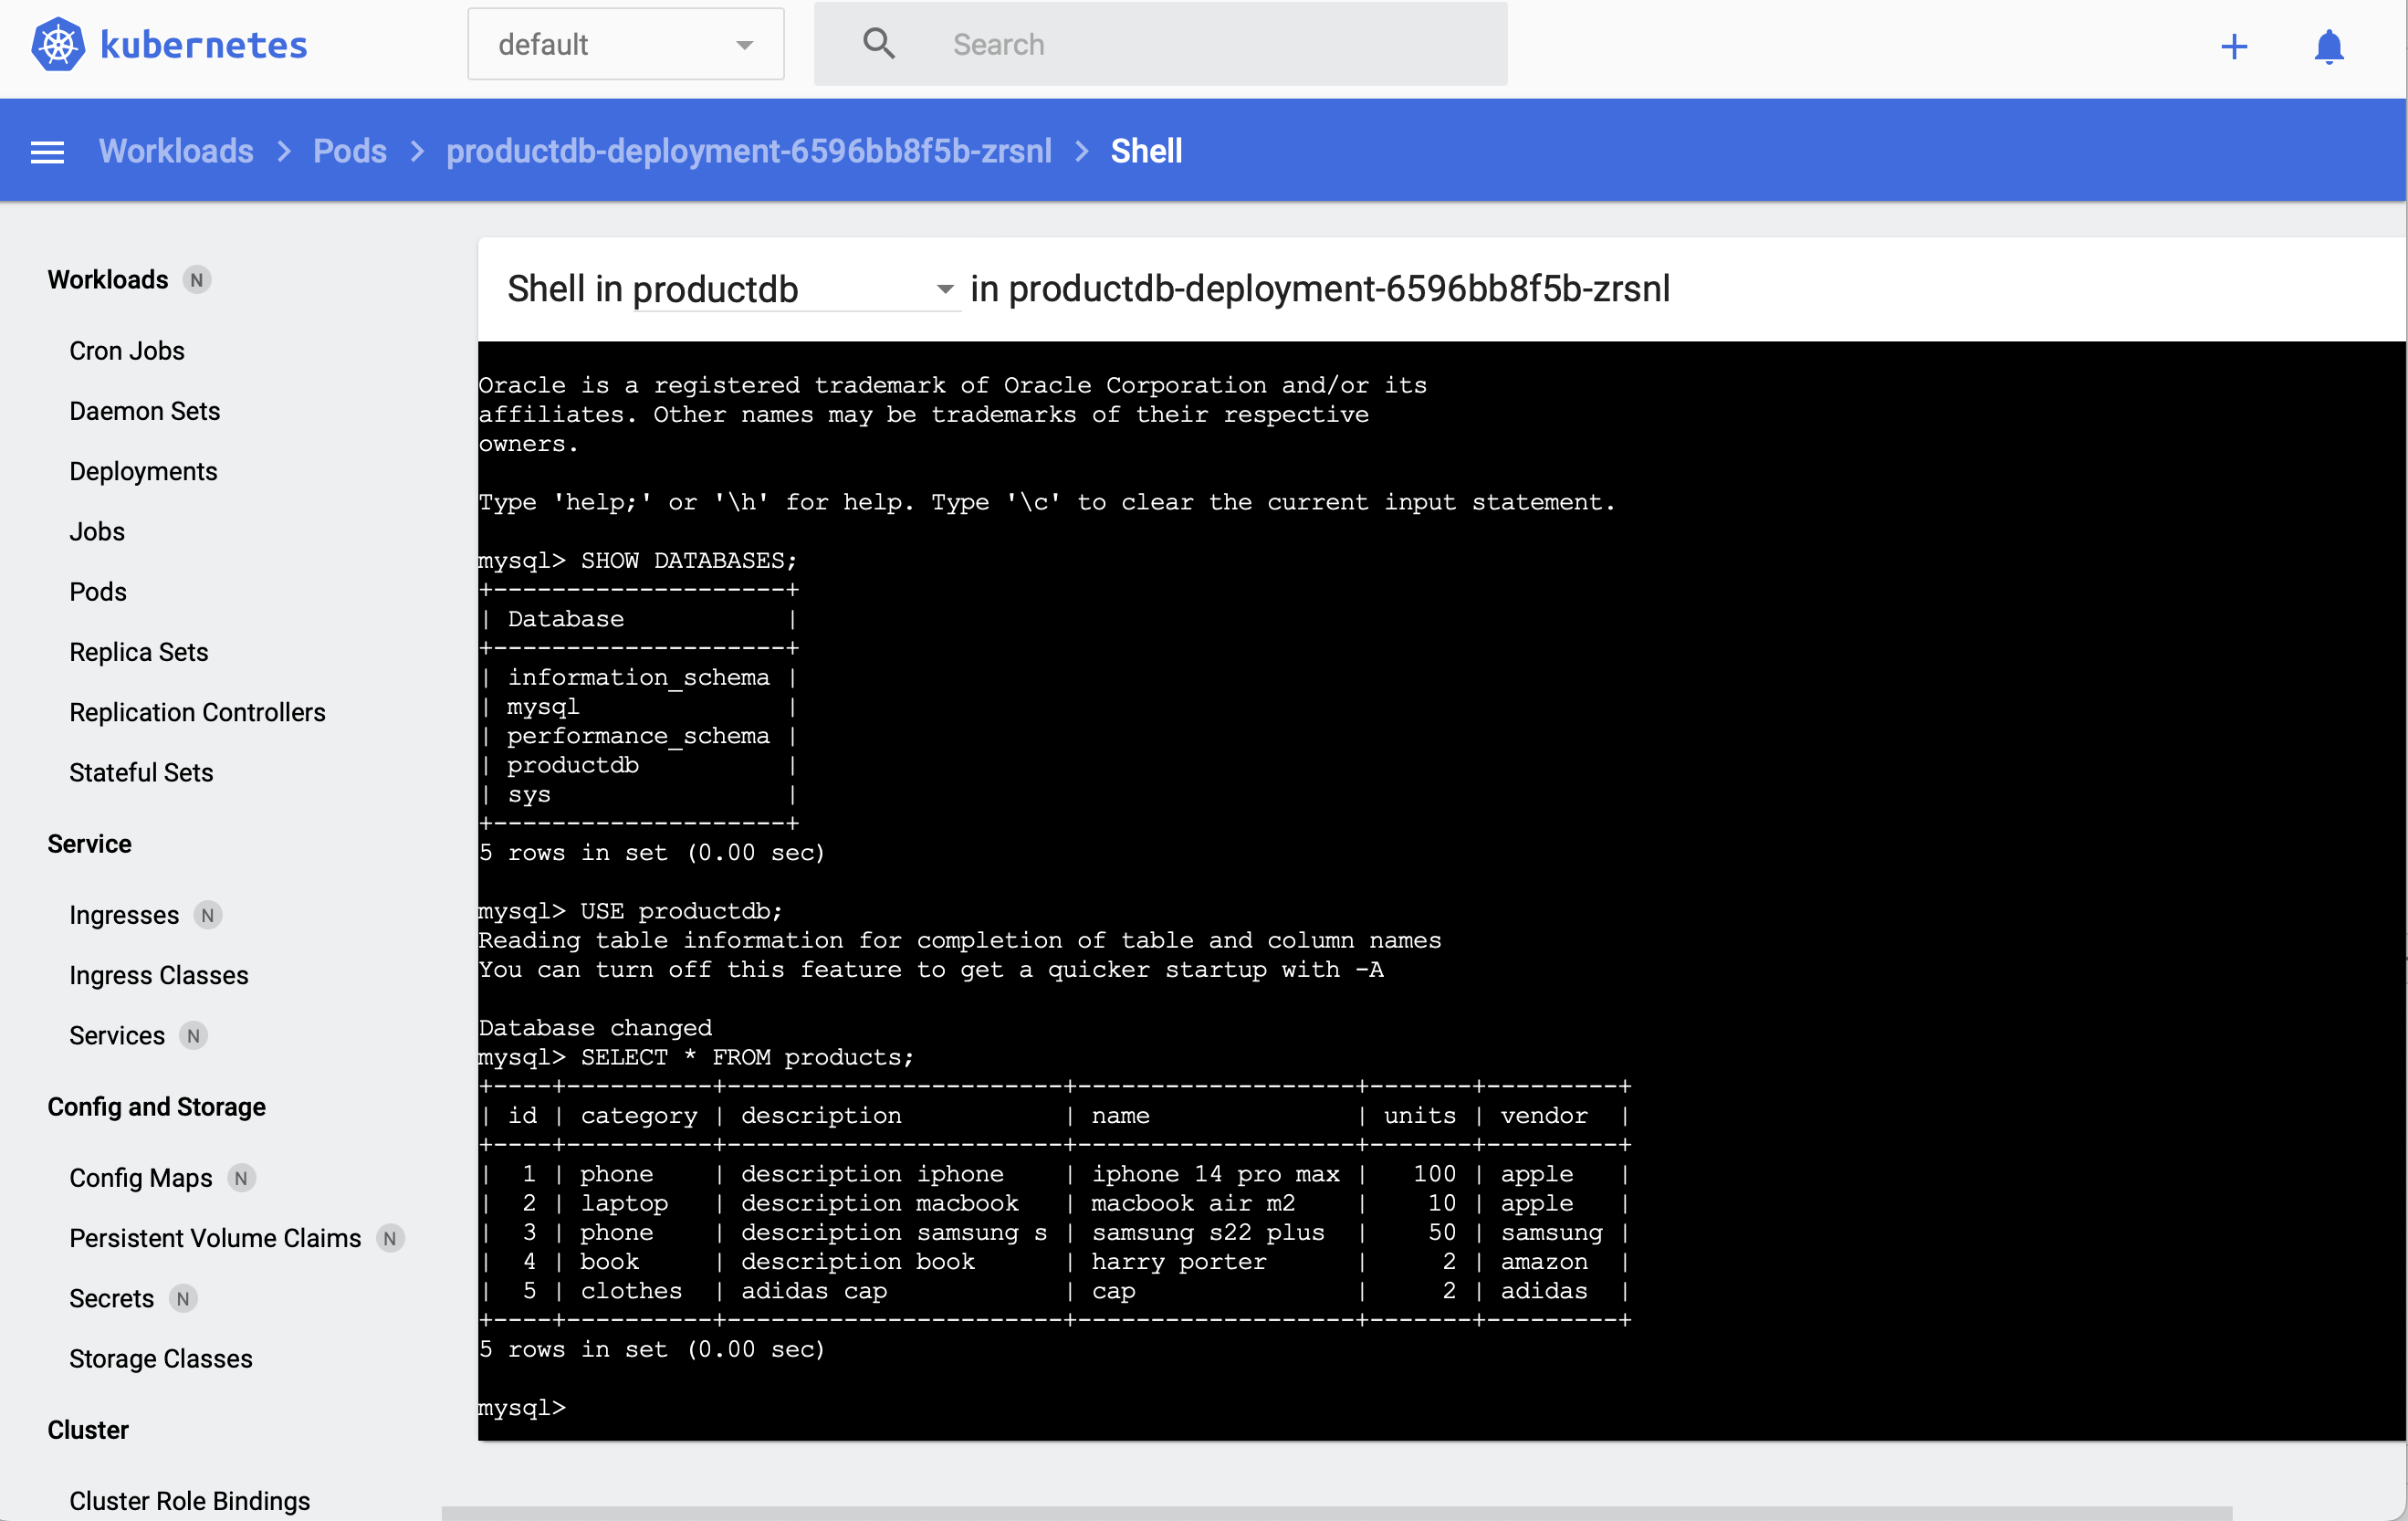 kubernetes
default
Search
Workloads > Pods > productdb-deployment-6596bb8f5b-zrsnl > Shell
Workloads N
Cron Jobs
Daemon Sets
Deployments
Jobs
Pods
Replica Sets
Replication Controllers
Stateful Sets
Service
Ingresses N
Ingress Classes
Services N
Config and Storage
Config Maps N
Persistent Volume Claims N
Secrets N
Storage Classes
Cluster
Cluster Role Bindings
Shell in productdb in productdb-deployment-6596bb8f5b-zrsnl
Oracle is a registered trademark of Oracle Corporation and/or its
affiliates. Other names may be trademarks of their respective
owners.
Type 'help;' or '\h' for help. Type '\c' to clear the current input statement.
mysql> SHOW DATABASES;
+--------------------+
| Database           |
+--------------------+
| information_schema |
| mysql              |
| performance_schema |
| productdb          |
| sys                |
+--------------------+
5 rows in set (0.00 sec)
mysql> USE productdb;
Reading table information for completion of table and column names
You can turn off this feature to get a quicker startup with -A
Database changed
mysql> SELECT * FROM products;
+----+----------+-----------------------+-------------------+-------+---------+
| id | category | description           | name              | units | vendor  |
+----+----------+-----------------------+-------------------+-------+---------+
|  1 | phone    | description iphone    | iphone 14 pro max |   100 | apple   |
|  2 | laptop   | description macbook   | macbook air m2    |    10 | apple   |
|  3 | phone    | description samsung s | samsung s22 plus  |    50 | samsung |
|  4 | book     | description book      | harry porter      |     2 | amazon  |
|  5 | clothes  | adidas cap            | cap               |     2 | adidas  |
+----+----------+-----------------------+-------------------+-------+---------+
5 rows in set (0.00 sec)
mysql>